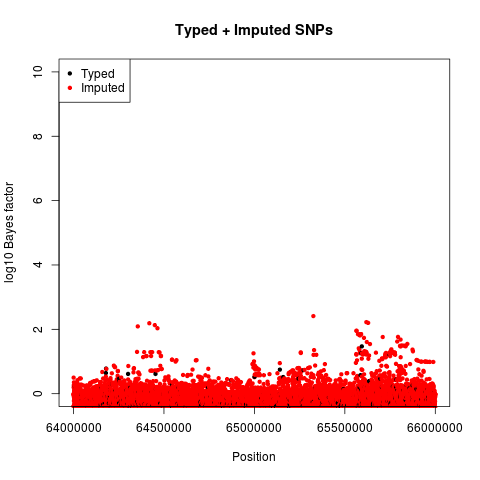 Typed + Imputed SNPs
Typed
Imputed
log10 Bayes factor
10
8
6
4
2
0
64000000 64500000 65000000 65500000 66000000
Position